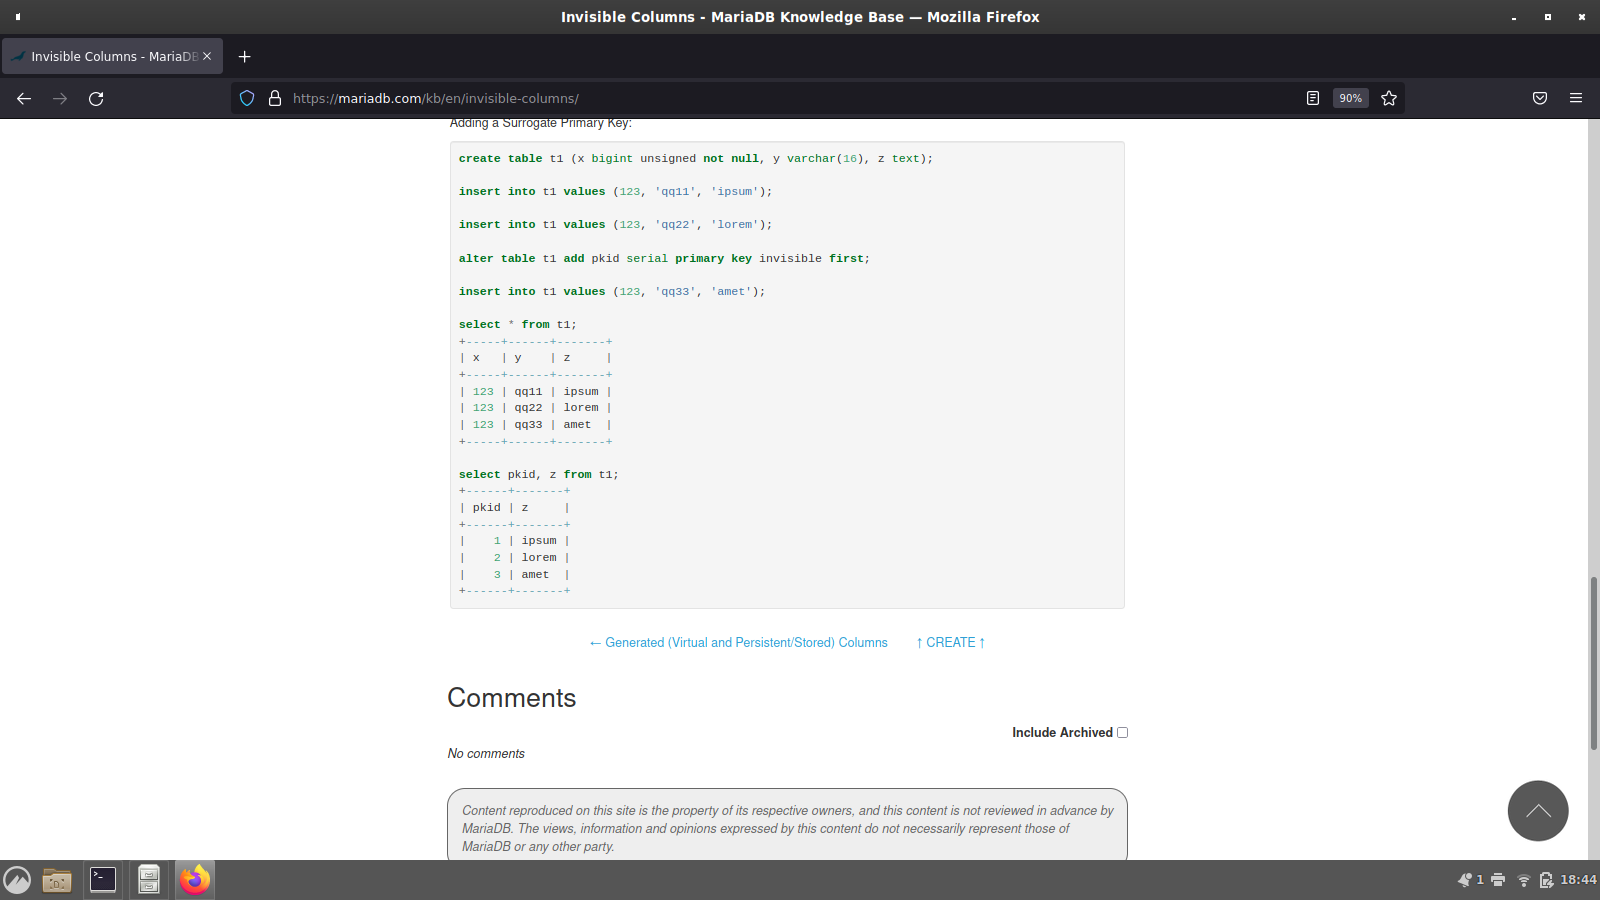 Invisible Columns - MariaDB Knowledge Base — Mozilla Firefox
Invisible Columns - MariaDB
https://mariadb.com/kb/en/invisible-columns/
90%
Adding a Surrogate Primary Key:
create table t1 (x bigint unsigned not null, y varchar(16), z text);
insert into t1 values (123, 'qq11', 'ipsum');
insert into t1 values (123, 'qq22', 'lorem');
alter table t1 add pkid serial primary key invisible first;
insert into t1 values (123, 'qq33', 'amet');
select * from t1;
+-----+------+-------+
| x   | y    | z     |
+-----+------+-------+
| 123 | qq11 | ipsum |
| 123 | qq22 | lorem |
| 123 | qq33 | amet  |
+-----+------+-------+
select pkid, z from t1;
+------+-------+
| pkid | z     |
+------+-------+
|    1 | ipsum |
|    2 | lorem |
|    3 | amet  |
+------+-------+
← Generated (Virtual and Persistent/Stored) Columns ↑ CREATE ↑
Comments
Include Archived
No comments
Content reproduced on this site is the property of its respective owners, and this content is not reviewed in advance by
MariaDB. The views, information and opinions expressed by this content do not necessarily represent those of
MariaDB or any other party.
1 18:44